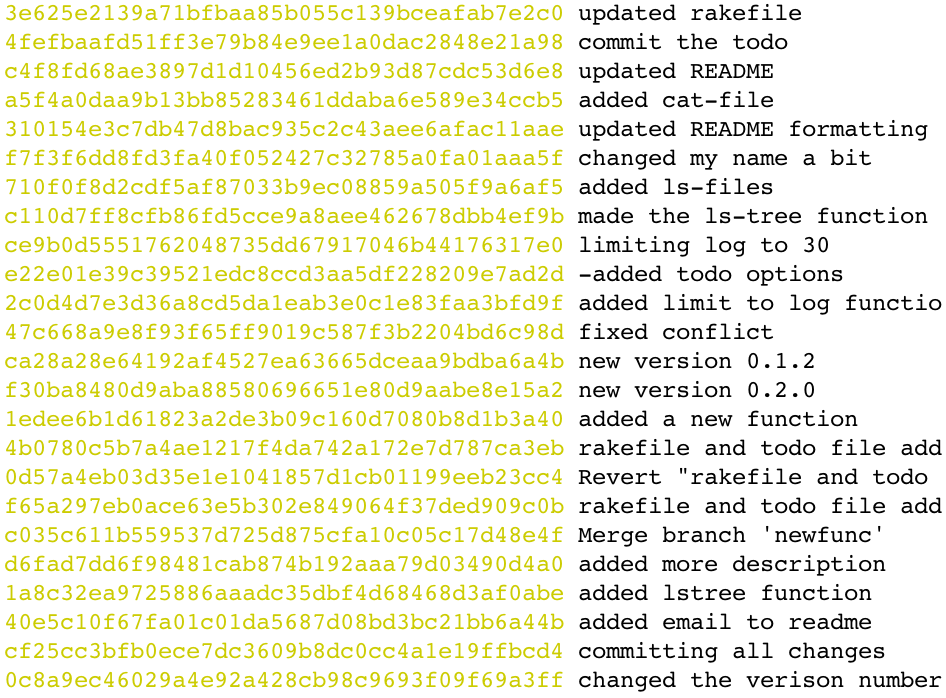 3e625e2139a71bfbaa85b055c139bceafab7e2c0 updated rakefile
4fefbaafd51ff3e79b84e9ee1a0dac2848e21a98 commit the todo
c4f8fd68ae3897d1d10456ed2b93d87cdc53d6e8 updated README
a5f4a0daa9b13bb85283461ddaba6e589e34ccb5 added cat-file
310154e3c7db47d8bac935c2c43aee6afac11aae updated README formatting
f7f3f6dd8fd3fa40f052427c32785a0fa01aaa5f changed my name a bit
710f0f8d2cdf5af87033b9ec08859a505f9a6af5 added ls-files
c110d7ff8cfb86fd5cce9a8aee462678dbb4ef9b made the ls-tree function
ce9b0d5551762048735dd67917046b44176317e0 limiting log to 30
e22e01e39c39521edc8ccd3aa5df228209e7ad2d -added todo options
2c0d4d7e3d36a8cd5da1eab3e0c1e83faa3bfd9f added limit to log functio
47c668a9e8f93f65ff9019c587f3b2204bd6c98d fixed conflict
ca28a28e64192af4527ea63665dceaa9bdba6a4b new version 0.1.2
f30ba8480d9aba88580696651e80d9aabe8e15a2 new version 0.2.0
1edee6b1d61823a2de3b09c160d7080b8d1b3a40 added a new function
4b0780c5b7a4ae1217f4da742a172e7d787ca3eb rakefile and todo file add
0d57a4eb03d35e1e1041857d1cb01199eeb23cc4 Revert "rakefile and todo
f65a297eb0ace63e5b302e849064f37ded909c0b rakefile and todo file add
c035c611b559537d725d875cfa10c05c17d48e4f Merge branch 'newfunc'
d6fad7dd6f98481cab874b192aaa79d03490d4a0 added more description
1a8c32ea9725886aaadc35dbf4d68468d3af0abe added lstree function
40e5c10f67fa01c01da5687d08bd3bc21bb6a44b added email to readme
cf25cc3bfb0ece7dc3609b8dc0cc4a1e19ffbcd4 committing all changes
0c8a9ec46029a4e92a428cb98c9693f09f69a3ff changed the verison number